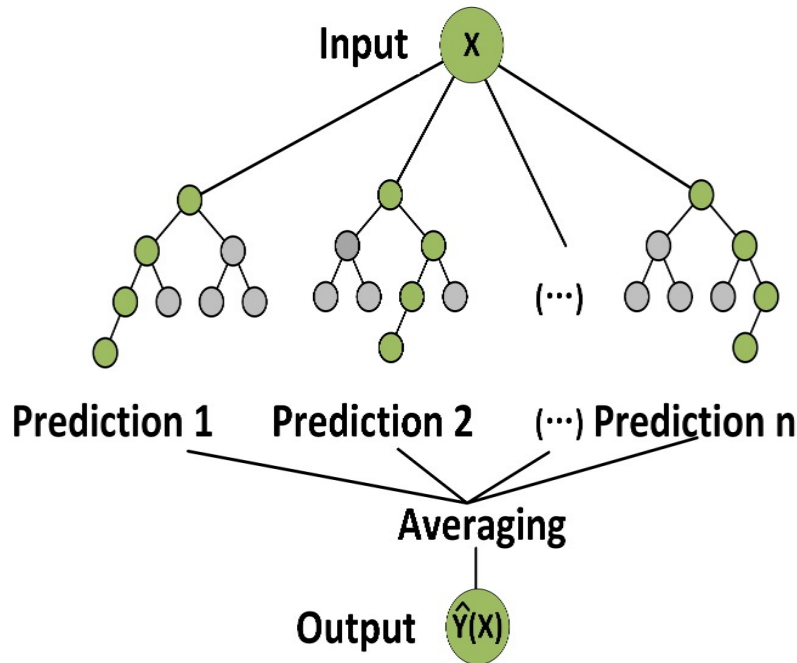 Input X
(···)
Prediction 1 Prediction 2 (···) Prediction n
Averaging
Output Ŷ(X)